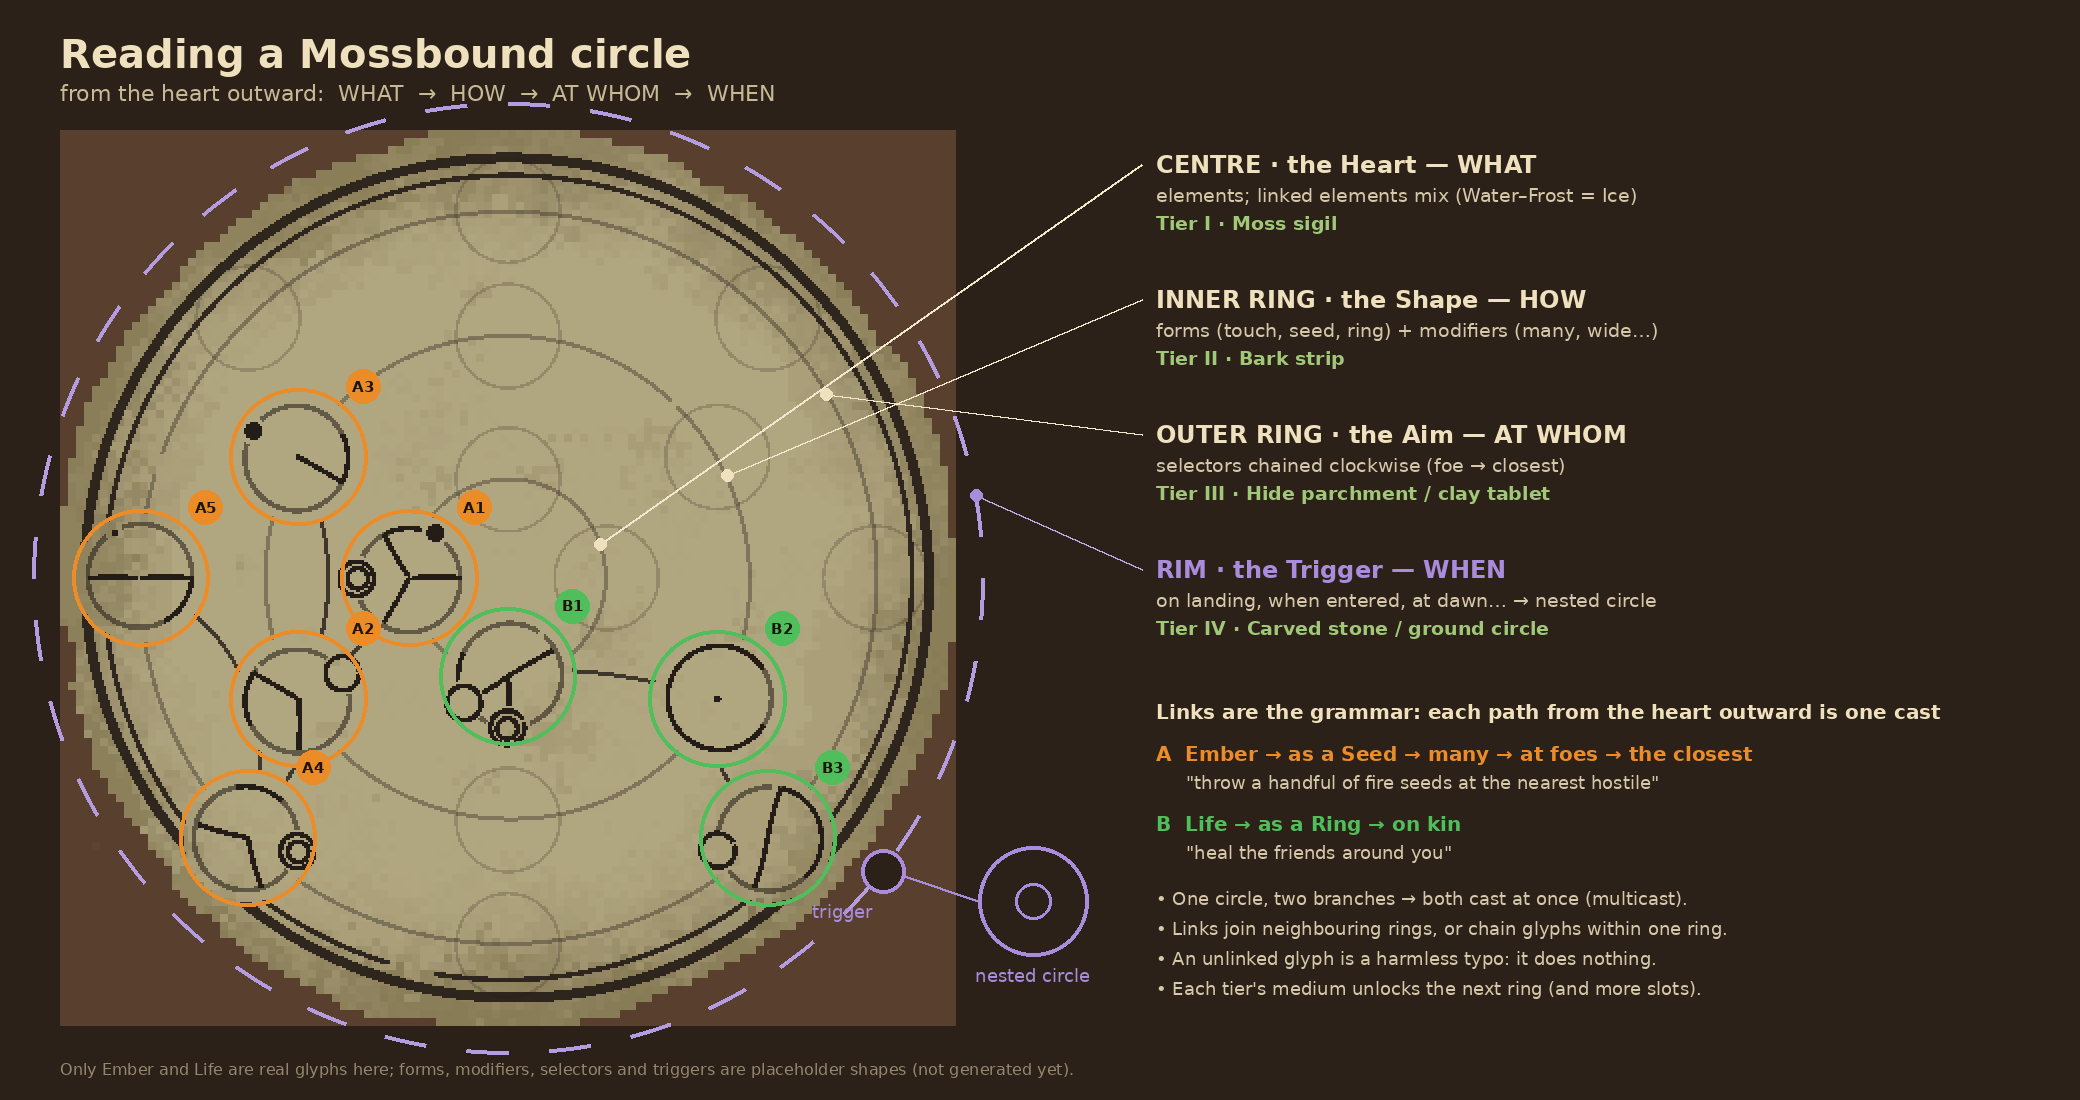 Reading a Mossbound circle
from the heart outward:  WHAT  →  HOW  →  AT WHOM  →  WHEN
CENTRE · the Heart — WHAT
elements; linked elements mix (Water–Frost = Ice)
Tier I · Moss sigil
INNER RING · the Shape — HOW
forms (touch, seed, ring) + modifiers (many, wide…)
Tier II · Bark strip
OUTER RING · the Aim — AT WHOM
selectors chained clockwise (foe → closest)
Tier III · Hide parchment / clay tablet
RIM · the Trigger — WHEN
on landing, when entered, at dawn… → nested circle
Tier IV · Carved stone / ground circle
A3
A5
A1
B1
A2
B2
A4
B3
trigger
nested circle
Links are the grammar: each path from the heart outward is one cast
A  Ember → as a Seed → many → at foes → the closest
"throw a handful of fire seeds at the nearest hostile"
B  Life → as a Ring → on kin
"heal the friends around you"
• One circle, two branches → both cast at once (multicast).
• Links join neighbouring rings, or chain glyphs within one ring.
• An unlinked glyph is a harmless typo: it does nothing.
• Each tier's medium unlocks the next ring (and more slots).
Only Ember and Life are real glyphs here; forms, modifiers, selectors and triggers are placeholder shapes (not generated yet).